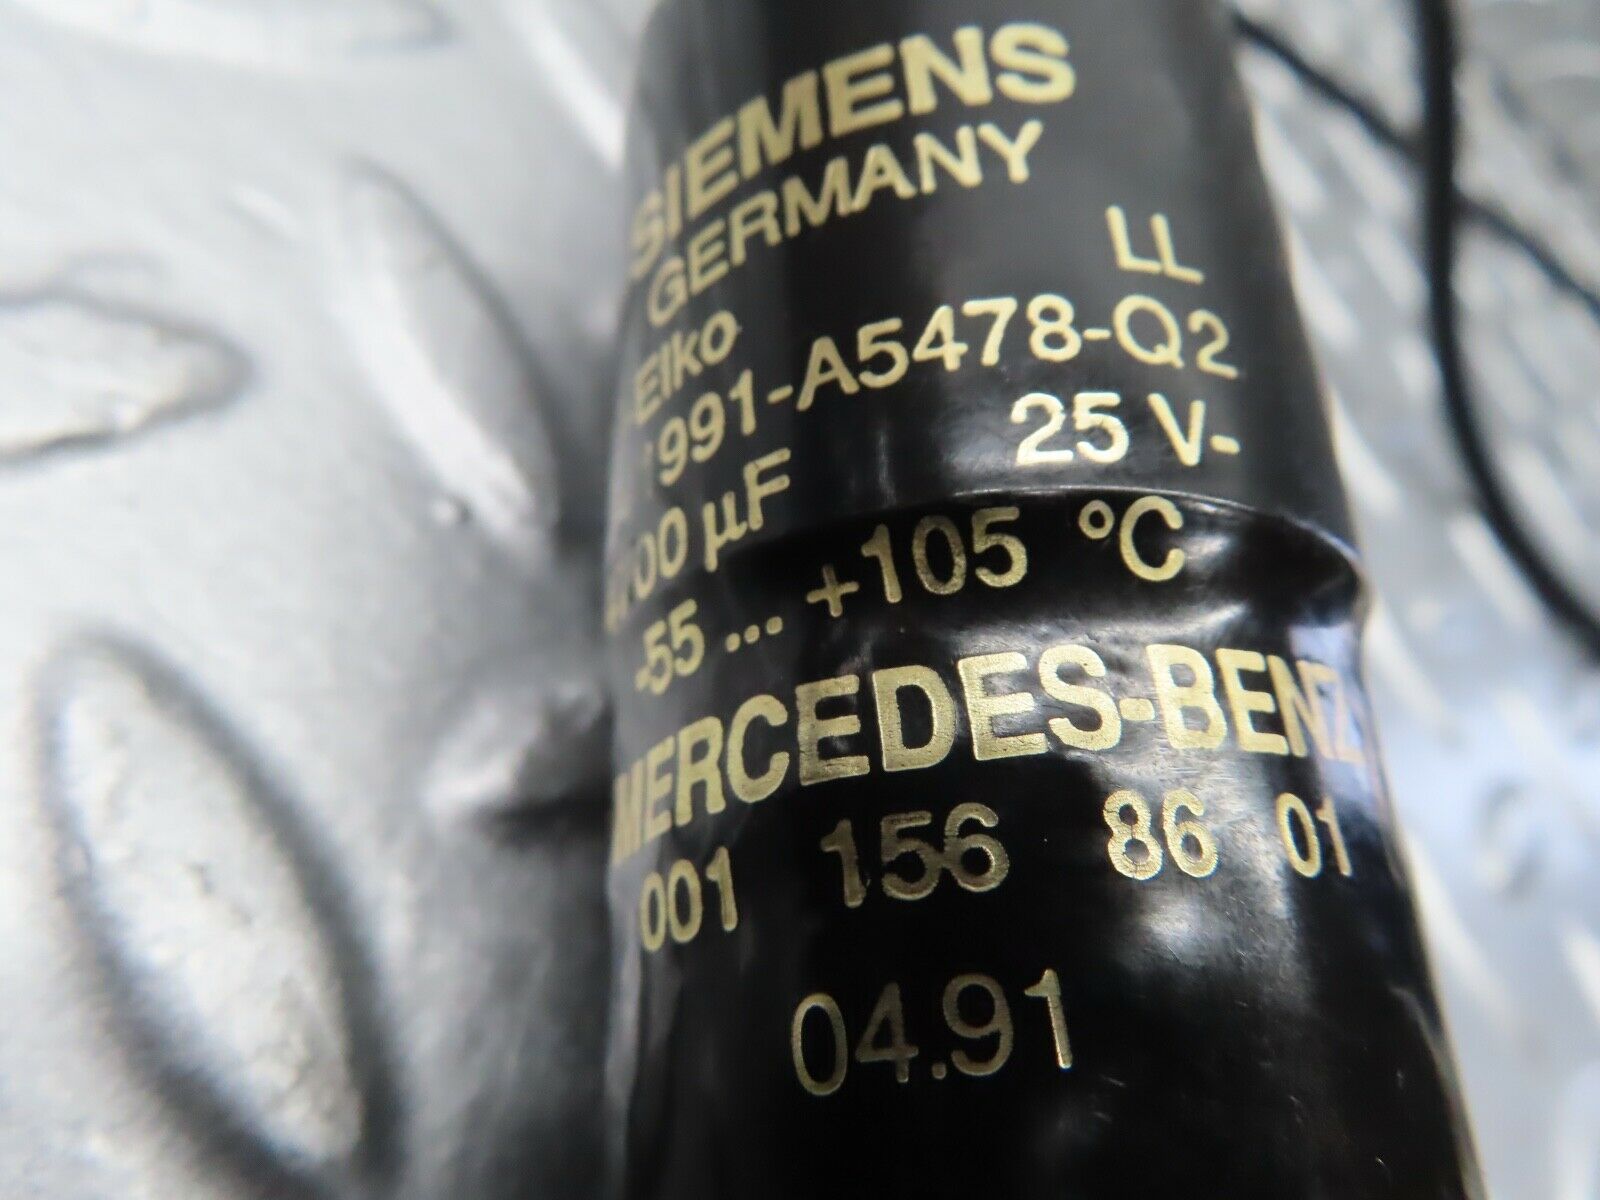 SIEMENS
GERMANY
LL
-Elko
991-A5478-Q2
25 V-
4700 µF
-55 ... +105 °C
MERCEDES-BENZ
001 156 86 01
04.91